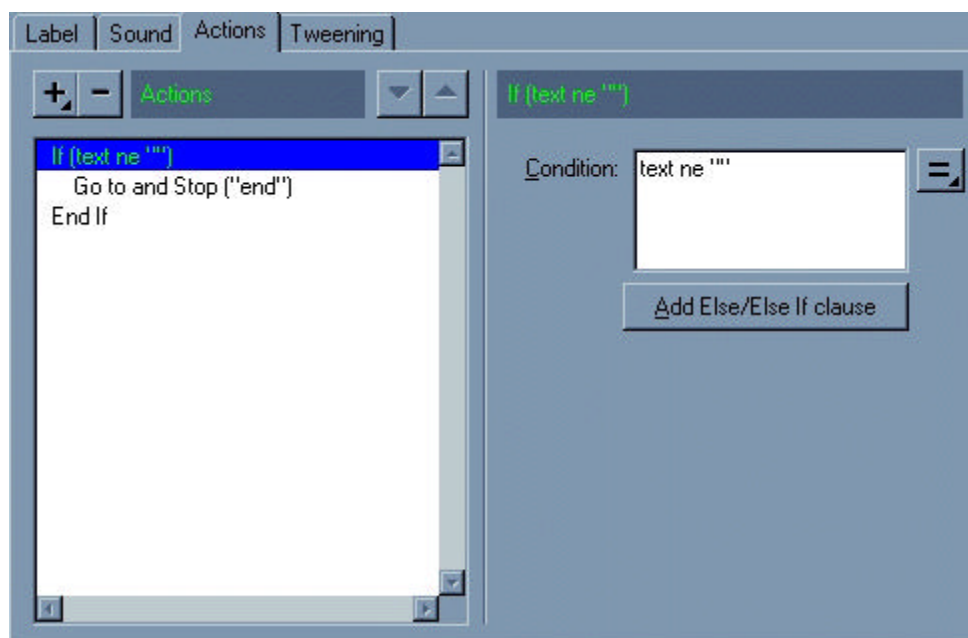 Label Sound Actions Tweening
+ - Actions
If (text ne "")
Go to and Stop ("end")
End If
If (text ne "")
Condition: text ne "" =
Add Else/Else If clause